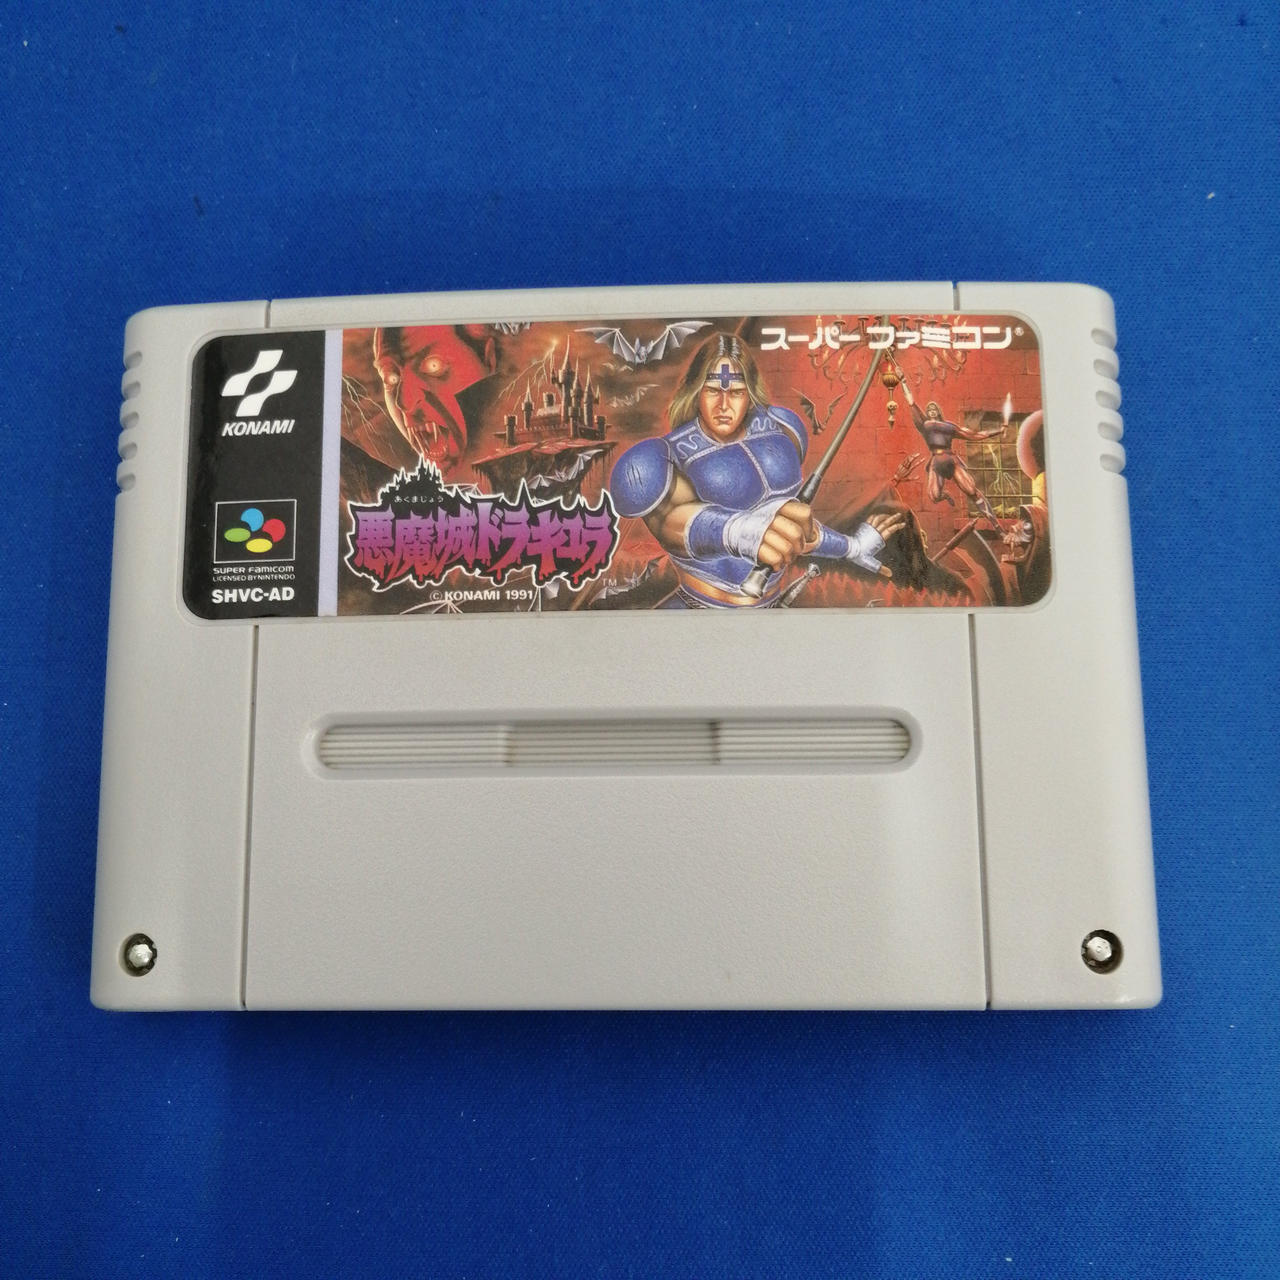 スーパーファミコン®
KONAMI
あくまじょう
悪魔城ドラキュラ
TM
© KONAMI 1991
SUPER FAMICOM
LICENSED BY NINTENDO
SHVC-AD